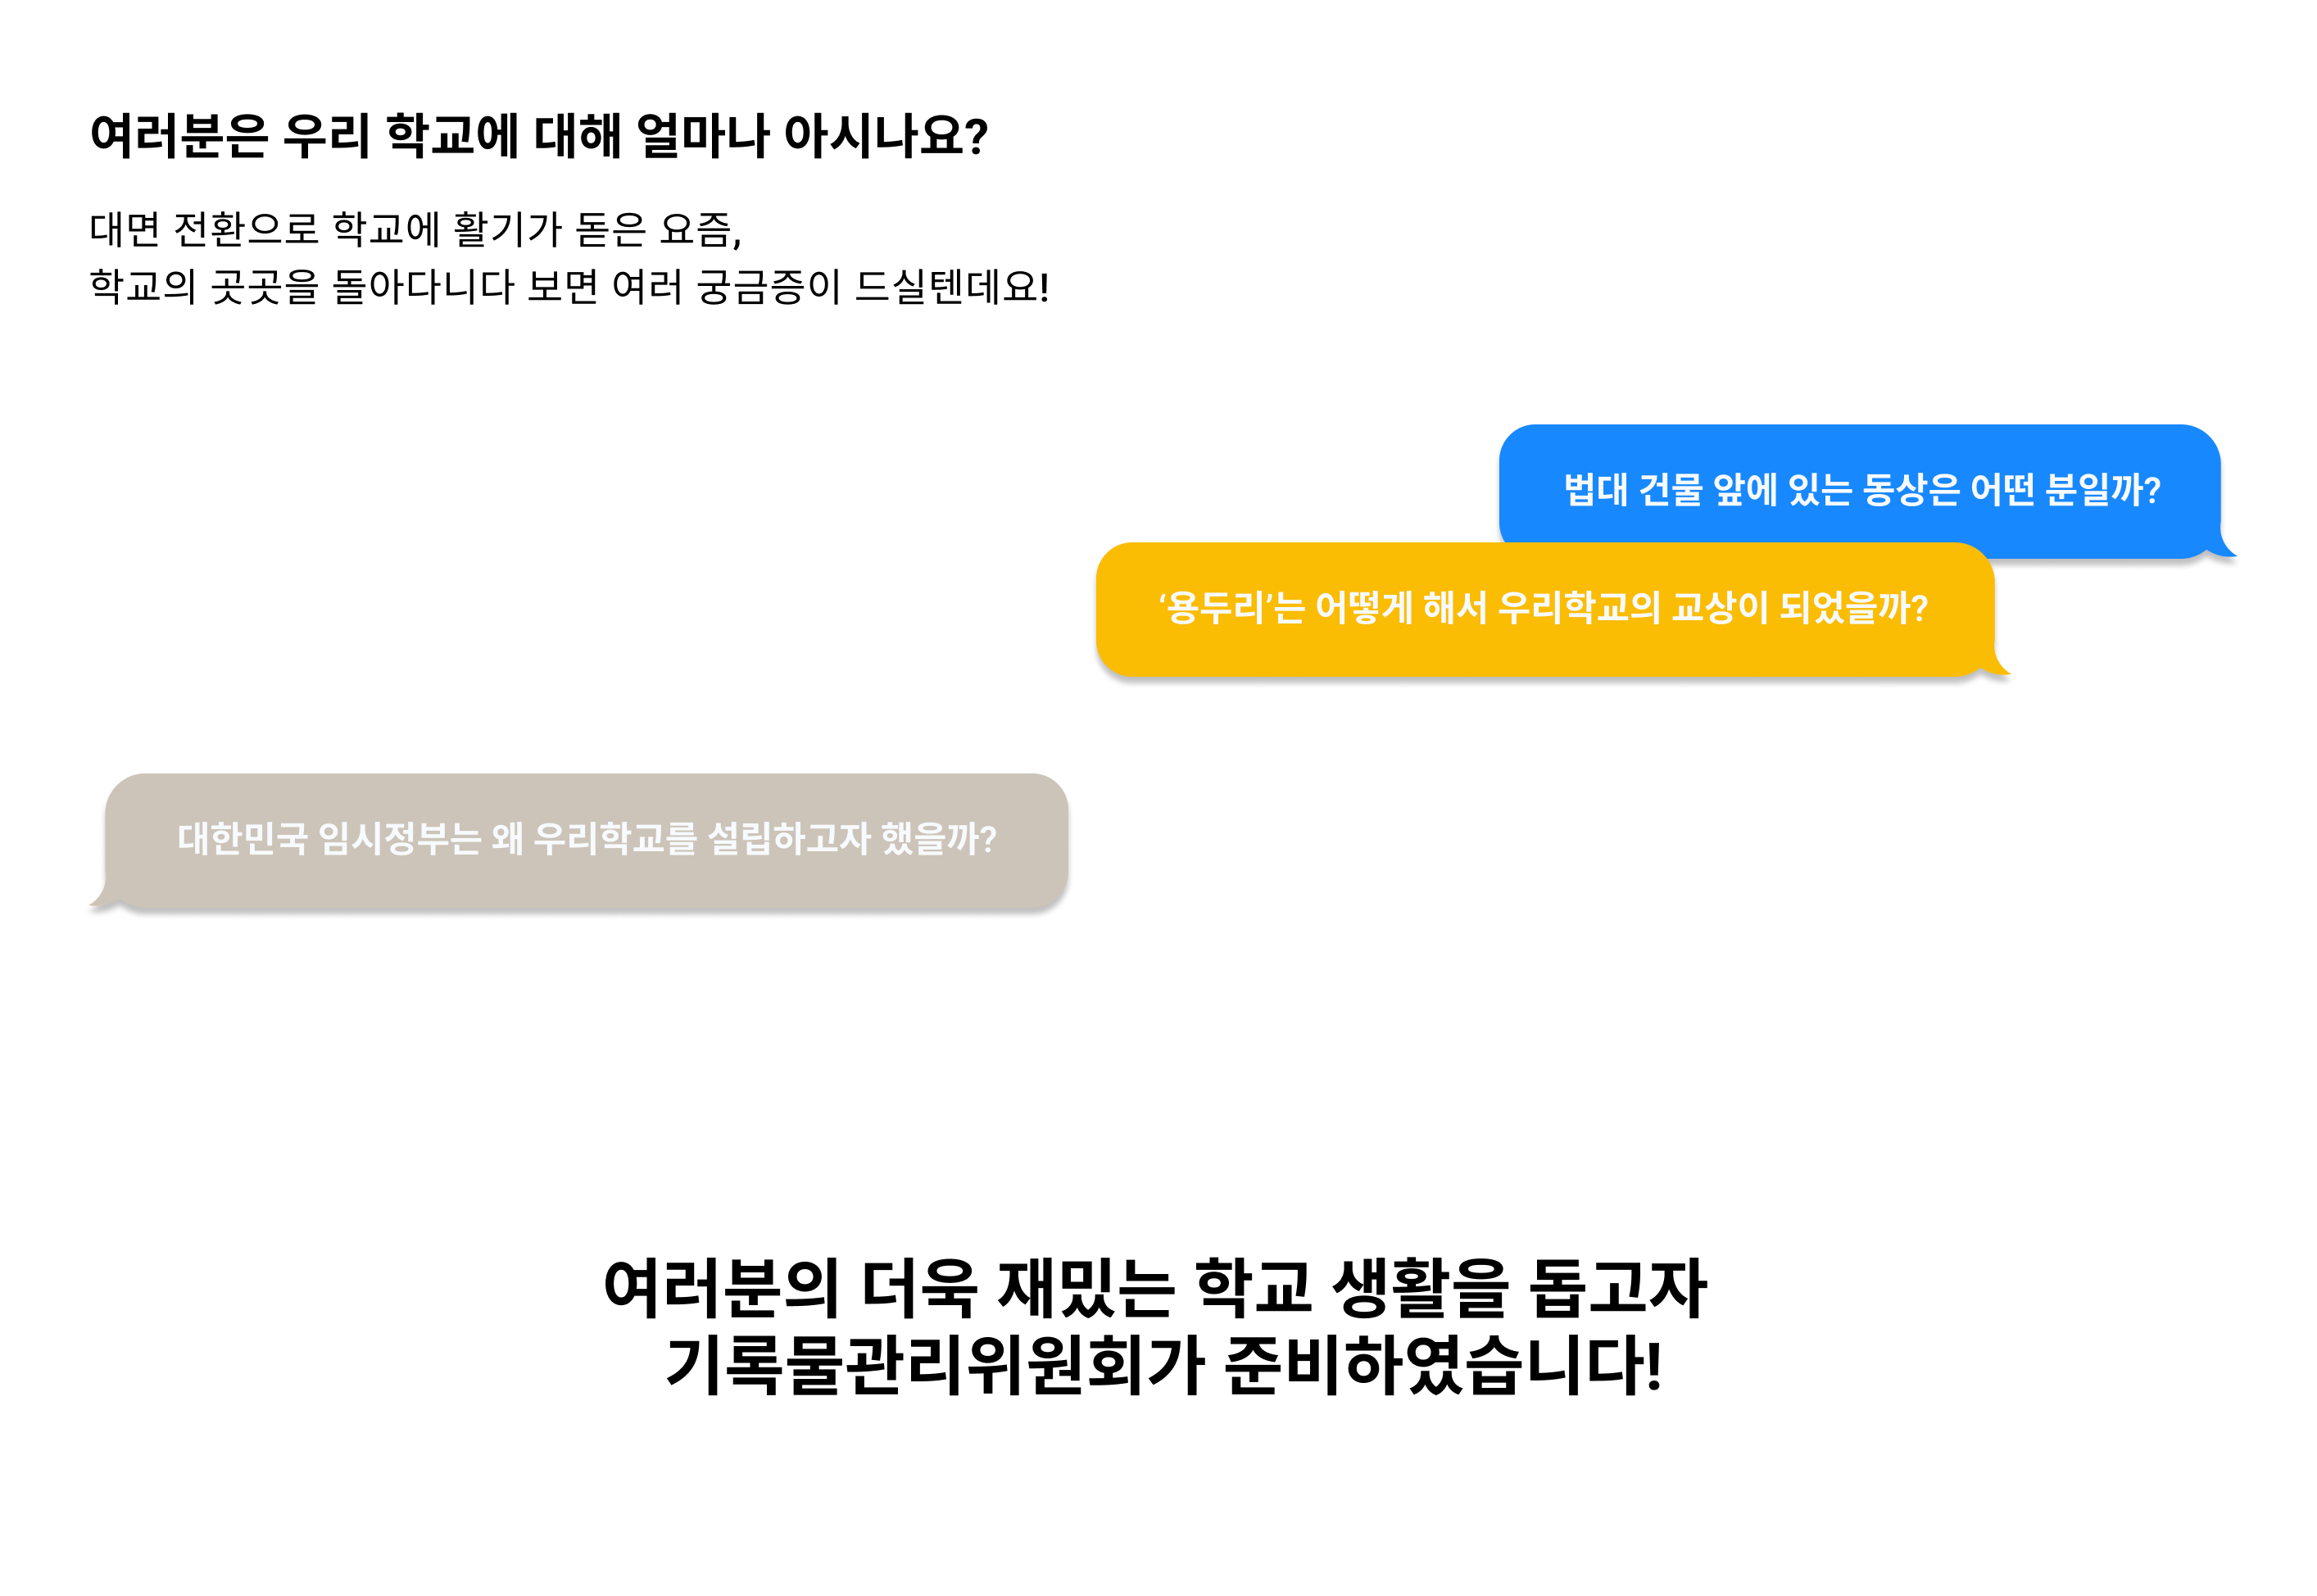 여러분은 우리 학교에 대해 얼마나 아시나요?
대면 전환으로 학교에 활기가 돋은 요즘,
학교의 곳곳을 돌아다니다 보면 여러 궁금증이 드실텐데요!
법대 건물 앞에 있는 동상은 어떤 분일까?
‘룡두리’는 어떻게 해서 우리학교의 교상이 되었을까?
대한민국 임시정부는 왜 우리학교를 설립하고자 했을까?
여러분의 더욱 재밌는 학교 생활을 돕고자
기록물관리위원회가 준비하였습니다!